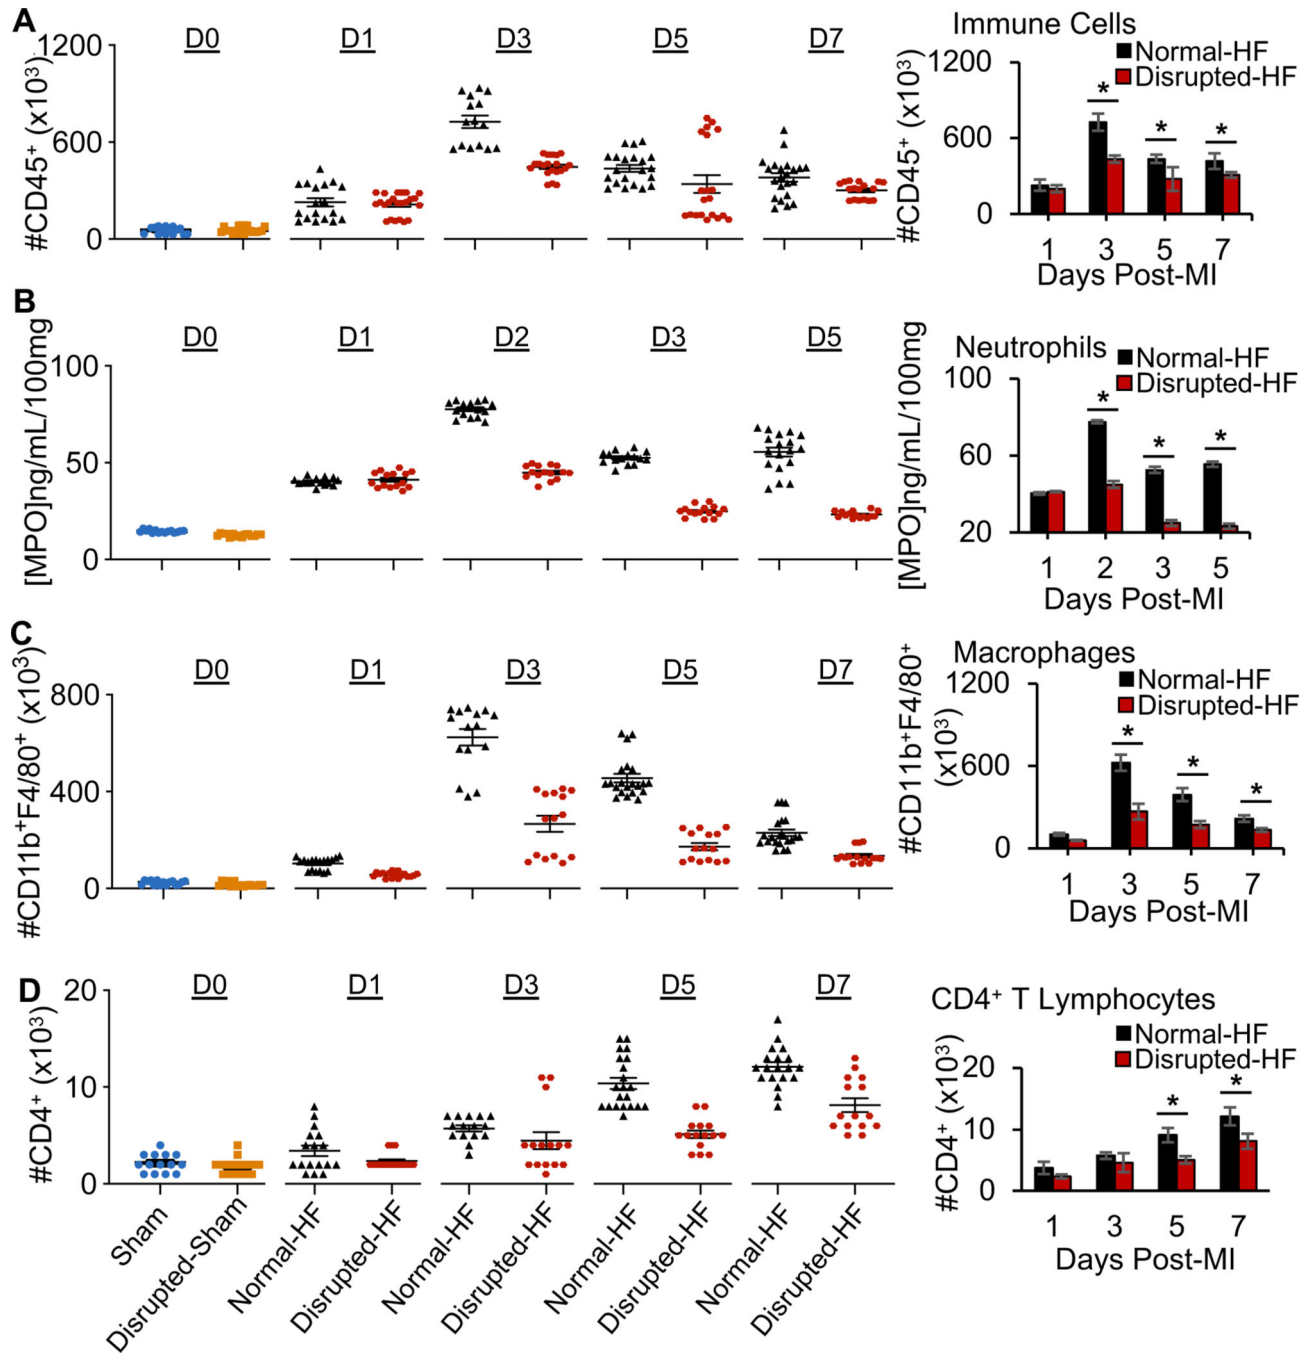 A
D0 D1 D3 D5 D7
#CD45⁺ (x10³)
1200
600
0
Immune Cells
Normal-HF
Disrupted-HF
#CD45⁺ (x10³)
1200
600
0
* * *
1 3 5 7
Days Post-MI
B
D0 D1 D2 D3 D5
[MPO]ng/mL/100mg
100
50
0
Neutrophils
Normal-HF
Disrupted-HF
[MPO]ng/mL/100mg
100
60
20
* * *
1 2 3 5
Days Post-MI
C
D0 D1 D3 D5 D7
#CD11b⁺F4/80⁺ (x10³)
800
400
0
Macrophages
Normal-HF
Disrupted-HF
#CD11b⁺F4/80⁺
(x10³)
1200
600
0
* * *
1 3 5 7
Days Post-MI
D
D0 D1 D3 D5 D7
#CD4⁺ (x10³)
20
10
0
Sham
Disrupted-Sham
Normal-HF
Disrupted-HF
Normal-HF
Disrupted-HF
Normal-HF
Disrupted-HF
Normal-HF
Disrupted-HF
CD4⁺ T Lymphocytes
Normal-HF
Disrupted-HF
#CD4⁺ (x10³)
20
10
0
* *
1 3 5 7
Days Post-MI